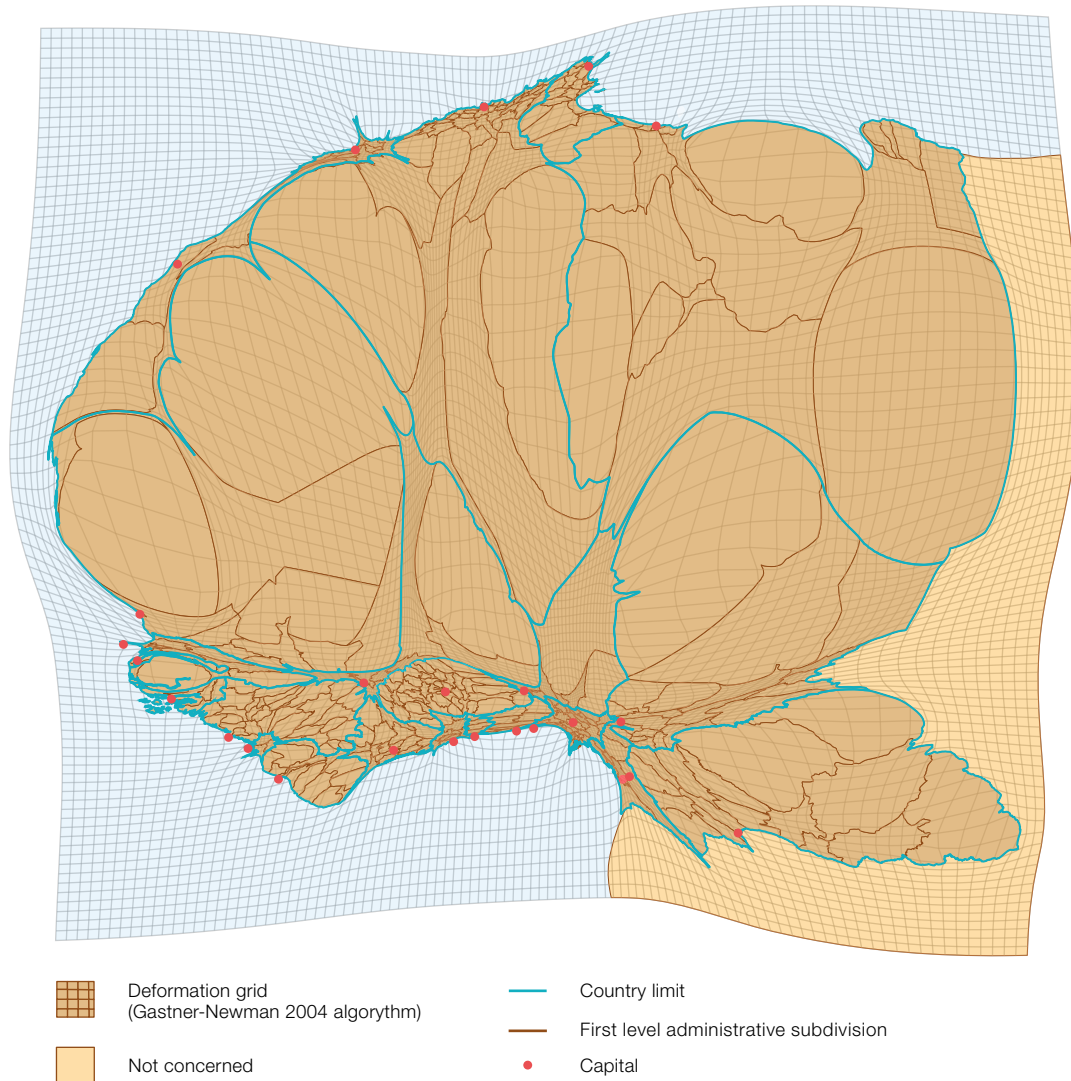 Deformation grid
(Gastner-Newman 2004 algorythm)
Not concerned
Country limit
First level administrative subdivision
Capital